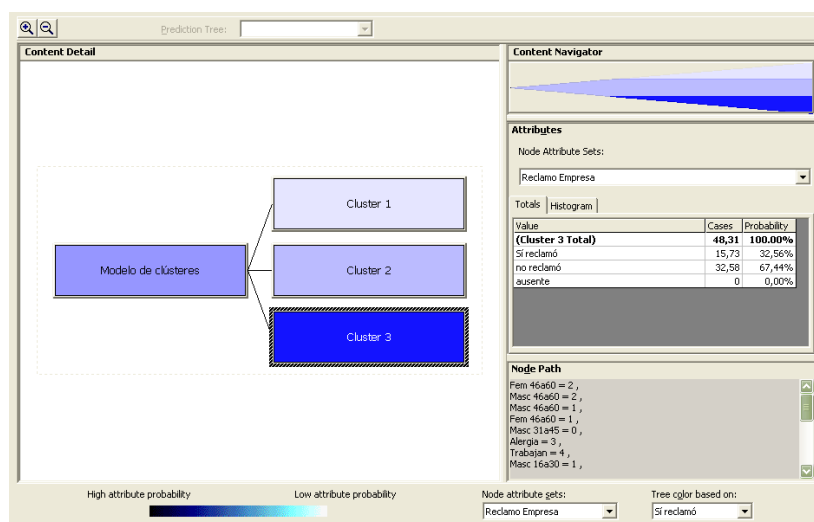 Prediction Tree:
Content Detail
Modelo de clústeres
Cluster 1
Cluster 2
Cluster 3
Content Navigator
Attributes
Node Attribute Sets:
Reclamo Empresa
Totals Histogram
Value Cases Probability
(Cluster 3 Total) 48,31 100.00%
Sí reclamó 15,73 32,56%
no reclamó 32,58 67,44%
ausente 0 0,00%
Node Path
Fem 46a60 = 2 ,
Masc 46a60 = 2 ,
Masc 46a60 = 1 ,
Fem 46a60 = 1 ,
Masc 31a45 = 0 ,
Alergia = 3 ,
Trabajan = 4 ,
Masc 16a30 = 1 ,
High attribute probability Low attribute probability
Node attribute sets: Tree color based on:
Reclamo Empresa Sí reclamó